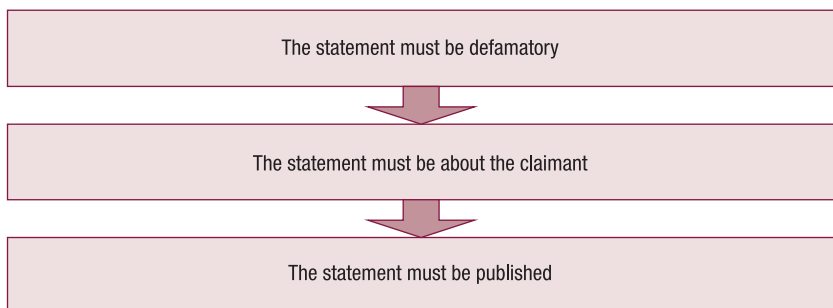 The statement must be defamatory
The statement must be about the claimant
The statement must be published